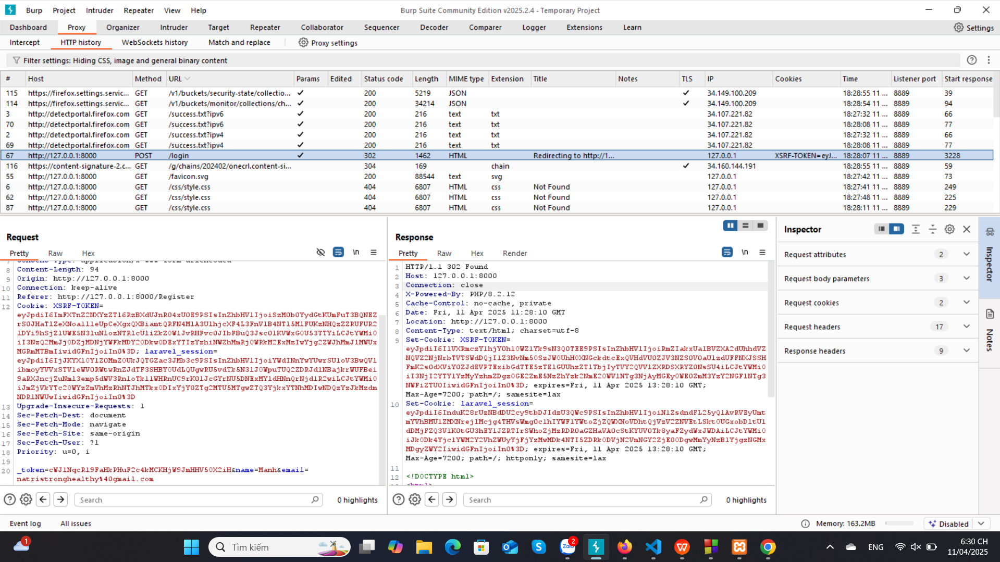 Burp Project Intruder Repeater View Help
Burp Suite Community Edition v2025.2.4 - Temporary Project
Dashboard Proxy Organizer Intruder Target Repeater Collaborator Sequencer Decoder Comparer Logger Extensions Learn
Settings
Intercept HTTP history WebSockets history Match and replace Proxy settings
Filter settings: Hiding CSS, image and general binary content
# Host Method URL Params Edited Status code Length MIME type Extension Title Notes TLS IP Cookies Time Listener port Start response
115 https://firefox.settings.servic... GET /v1/buckets/security-state/collectio... ✓ 200 5219 JSON ✓ 34.149.100.209 18:28:55 11 ... 8889 39
114 https://firefox.settings.servic... GET /v1/buckets/monitor/collections/ch... ✓ 200 34214 JSON ✓ 34.149.100.209 18:28:54 11 ... 8889 94
3 http://detectportal.firefox.com GET /success.txt?ipv6 ✓ 200 216 text txt 34.107.221.82 18:27:32 11 ... 8889 66
70 http://detectportal.firefox.com GET /success.txt?ipv6 ✓ 200 216 text txt 34.107.221.82 18:28:08 11 ... 8889 77
2 http://detectportal.firefox.com GET /success.txt?ipv4 ✓ 200 216 text txt 34.107.221.82 18:27:32 11 ... 8889 66
69 http://detectportal.firefox.com GET /success.txt?ipv4 ✓ 200 216 text txt 34.107.221.82 18:28:08 11 ... 8889 77
67 http://127.0.0.1:8000 POST /login ✓ 302 1462 HTML Redirecting to http://1... 127.0.0.1 XSRF-TOKEN=eyJ... 18:28:07 11 ... 8889 3228
116 https://content-signature-2.c... GET /g/chains/202402/onecrl.content-si... 304 169 chain ✓ 34.160.144.191 18:28:55 11 ... 8889 59
55 http://127.0.0.1:8000 GET /favicon.svg 200 88544 text svg 127.0.0.1 18:27:42 11 ... 8889 73
6 http://127.0.0.1:8000 GET /css/style.css 404 6807 HTML css Not Found 127.0.0.1 18:27:41 11 ... 8889 249
62 http://127.0.0.1:8000 GET /css/style.css 404 6807 HTML css Not Found 127.0.0.1 18:27:48 11 ... 8889 225
87 http://127.0.0.1:8000 GET /css/style.css 404 6807 HTML css Not Found 127.0.0.1 18:28:11 11 ... 8889 229
Request
Pretty Raw Hex
\n
8 Content-Length: 94
9 Origin: http://127.0.0.1:8000
10 Connection: keep-alive
11 Referer: http://127.0.0.1:8000/Register
12 Cookie: XSRF-TOKEN=
; laravel_session=
13 Upgrade-Insecure-Requests: 1
14 Sec-Fetch-Dest: document
15 Sec-Fetch-Mode: navigate
16 Sec-Fetch-Site: same-origin
17 Sec-Fetch-User: ?1
18 Priority: u=0, i
19
20 &name=Manh&email=
natristronghealthy%40gmail.com
Search
0 highlights
Response
Pretty Raw Hex Render
\n
1 HTTP/1.1 302 Found
2 Host: 127.0.0.1:8000
3 Connection: close
4 X-Powered-By: PHP/8.2.12
5 Cache-Control: no-cache, private
6 Date: Fri, 11 Apr 2025 11:28:10 GMT
7 Location: http://127.0.0.1:8000
8 Content-Type: text/html; charset=utf-8
9 Set-Cookie: XSRF-TOKEN=
; expires=Fri, 11 Apr 2025 13:28:10 GMT;
Max-Age=7200; path=/; samesite=lax
10 Set-Cookie: laravel_session=
; expires=Fri, 11 Apr 2025 13:28:10 GMT;
Max-Age=7200; path=/; httponly; samesite=lax
11
12 <!DOCTYPE html>
Search
0 highlights
Inspector
Request attributes 2
Request body parameters 3
Request cookies 2
Request headers 17
Response headers 9
Inspector
Notes
Event log All issues
Memory: 163.2MB
Disabled
1
Tìm kiếm
Zalo
2
ENG
6:30 CH
11/04/2025